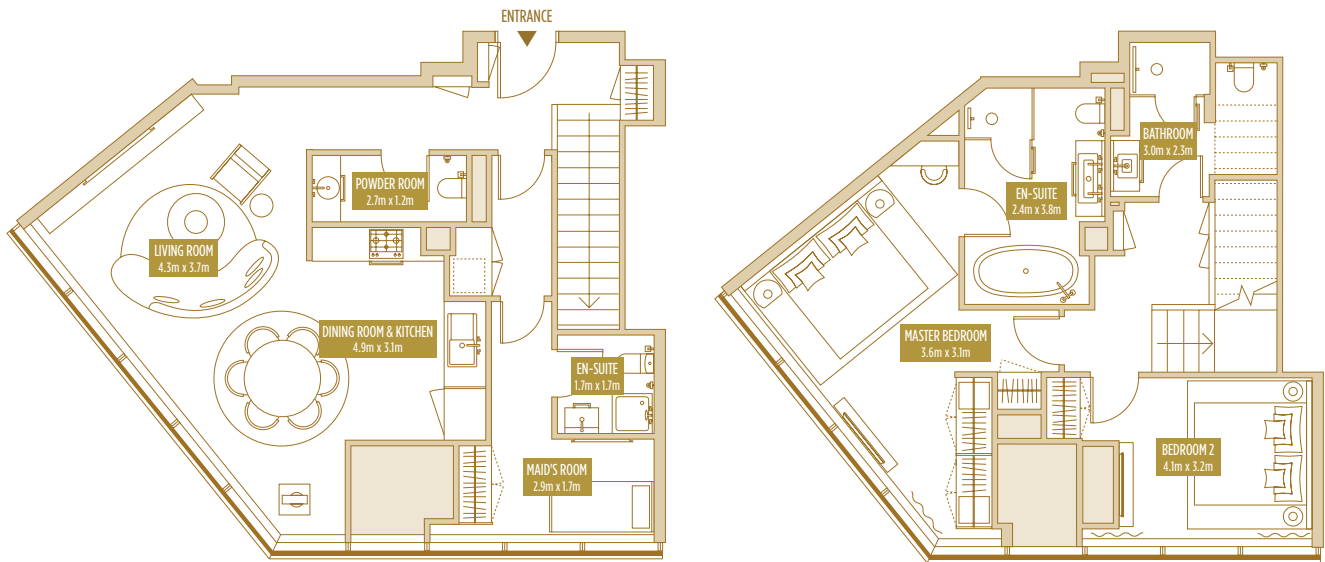 ENTRANCE
POWDER ROOM
2.7m x 1.2m
LIVING ROOM
4.3m x 3.7m
DINING ROOM & KITCHEN
4.9m x 3.1m
EN-SUITE
1.7m x 1.7m
MAID'S ROOM
2.9m x 1.7m
BATHROOM
3.0m x 2.3m
EN-SUITE
2.4m x 3.8m
MASTER BEDROOM
3.6m x 3.1m
BEDROOM 2
4.1m x 3.2m